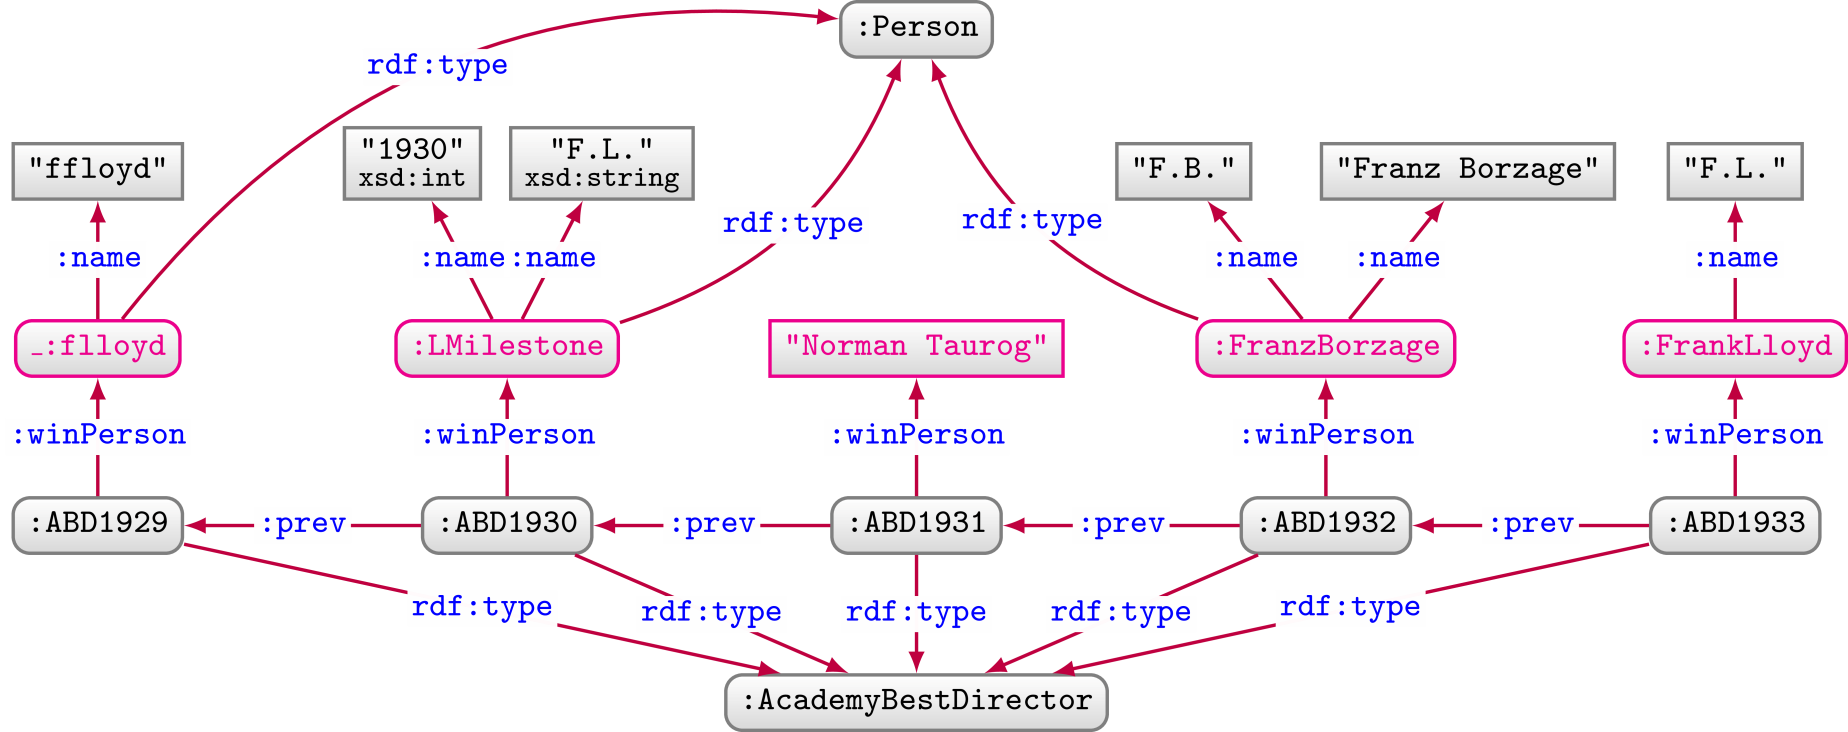 :Person
rdf:type
"ffloyd"
"1930"
xsd:int
"F.L."
xsd:string
"F.B."
"Franz Borzage"
"F.L."
rdf:type
rdf:type
:name
:name
:name
:name
:name
:name
_:flloyd
:LMilestone
"Norman Taurog"
:FranzBorzage
:FrankLloyd
:winPerson
:winPerson
:winPerson
:winPerson
:winPerson
:ABD1929
:prev
:ABD1930
:prev
:ABD1931
:prev
:ABD1932
:prev
:ABD1933
rdf:type
rdf:type
rdf:type
rdf:type
rdf:type
:AcademyBestDirector